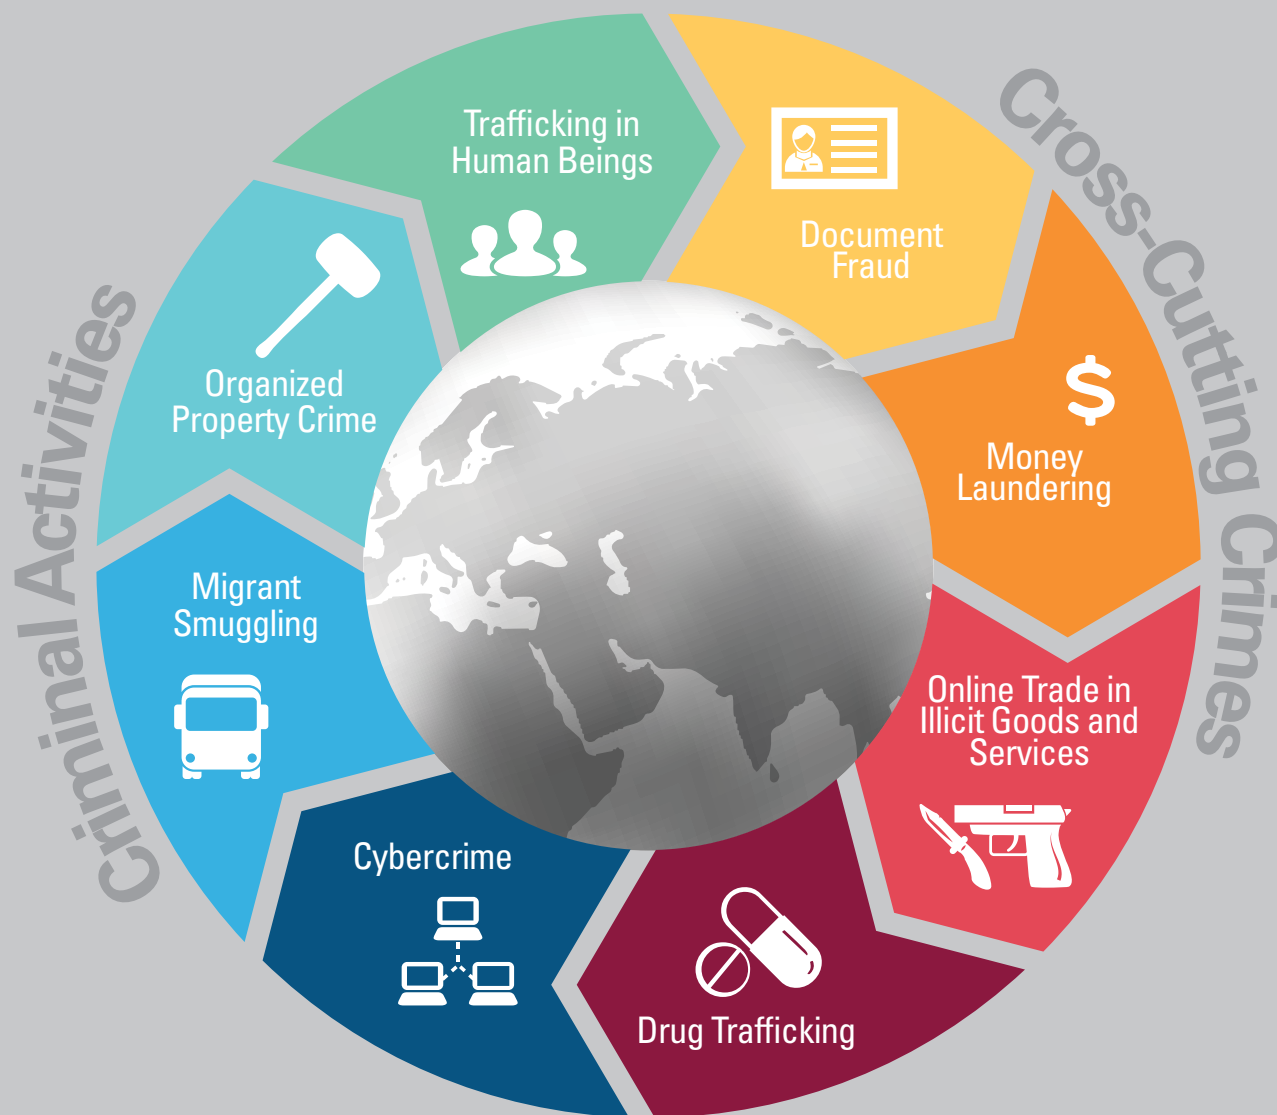 Trafficking in
Human Beings
Document
Fraud
Cross-Cutting Crimes
Money
Laundering
Online Trade in
Illicit Goods and
Services
Drug Trafficking
Cybercrime
Migrant
Smuggling
Organized
Property Crime
Criminal Activities
$